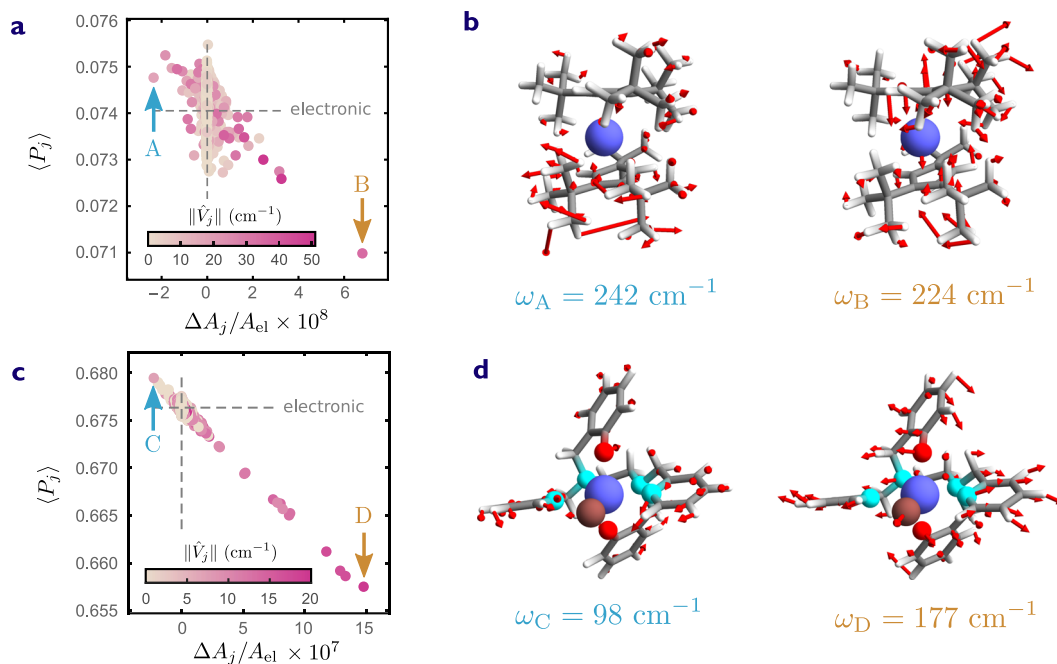 a
0.076
0.075
0.074
0.073
0.072
0.071
⟨P_j⟩
electronic
A
B
‖V̂_j‖ (cm⁻¹)
0 10 20 30 40 50
−2 0 2 4 6 8
ΔA_j/A_el × 10⁸
b
ω_A = 242 cm⁻¹
ω_B = 224 cm⁻¹
c
0.680
0.675
0.670
0.665
0.660
0.655
⟨P_j⟩
electronic
C
D
‖V̂_j‖ (cm⁻¹)
0 5 10 15 20
0 5 10 15
ΔA_j/A_el × 10⁷
d
ω_C = 98 cm⁻¹
ω_D = 177 cm⁻¹